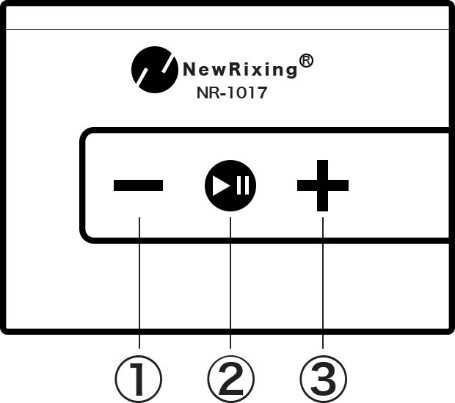 NewRixing®
NR-1017
① ② ③